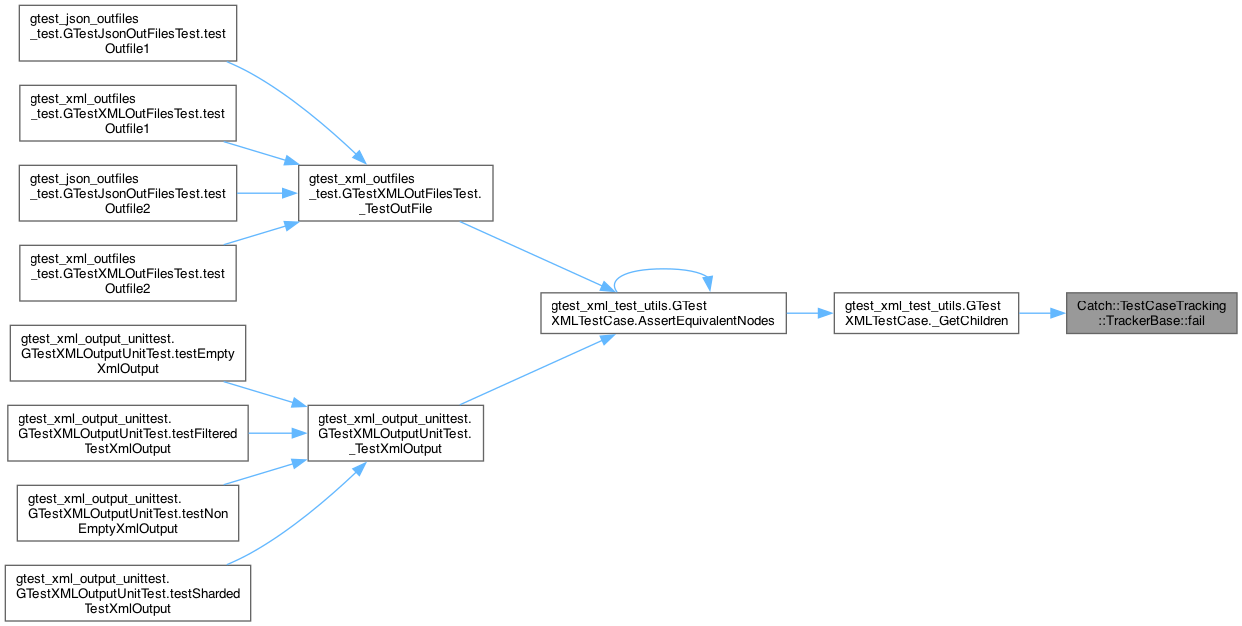 gtest_json_outfiles
_test.GTestJsonOutFilesTest.test
Outfile1
gtest_xml_outfiles
_test.GTestXMLOutFilesTest.test
Outfile1
gtest_json_outfiles
_test.GTestJsonOutFilesTest.test
Outfile2
gtest_xml_outfiles
_test.GTestXMLOutFilesTest.test
Outfile2
gtest_xml_output_unittest.
GTestXMLOutputUnitTest.testEmpty
XmlOutput
gtest_xml_output_unittest.
GTestXMLOutputUnitTest.testFiltered
TestXmlOutput
gtest_xml_output_unittest.
GTestXMLOutputUnitTest.testNon
EmptyXmlOutput
gtest_xml_output_unittest.
GTestXMLOutputUnitTest.testSharded
TestXmlOutput
gtest_xml_outfiles
_test.GTestXMLOutFilesTest.
_TestOutFile
gtest_xml_output_unittest.
GTestXMLOutputUnitTest.
_TestXmlOutput
gtest_xml_test_utils.GTest
XMLTestCase.AssertEquivalentNodes
gtest_xml_test_utils.GTest
XMLTestCase._GetChildren
Catch::TestCaseTracking
::TrackerBase::fail